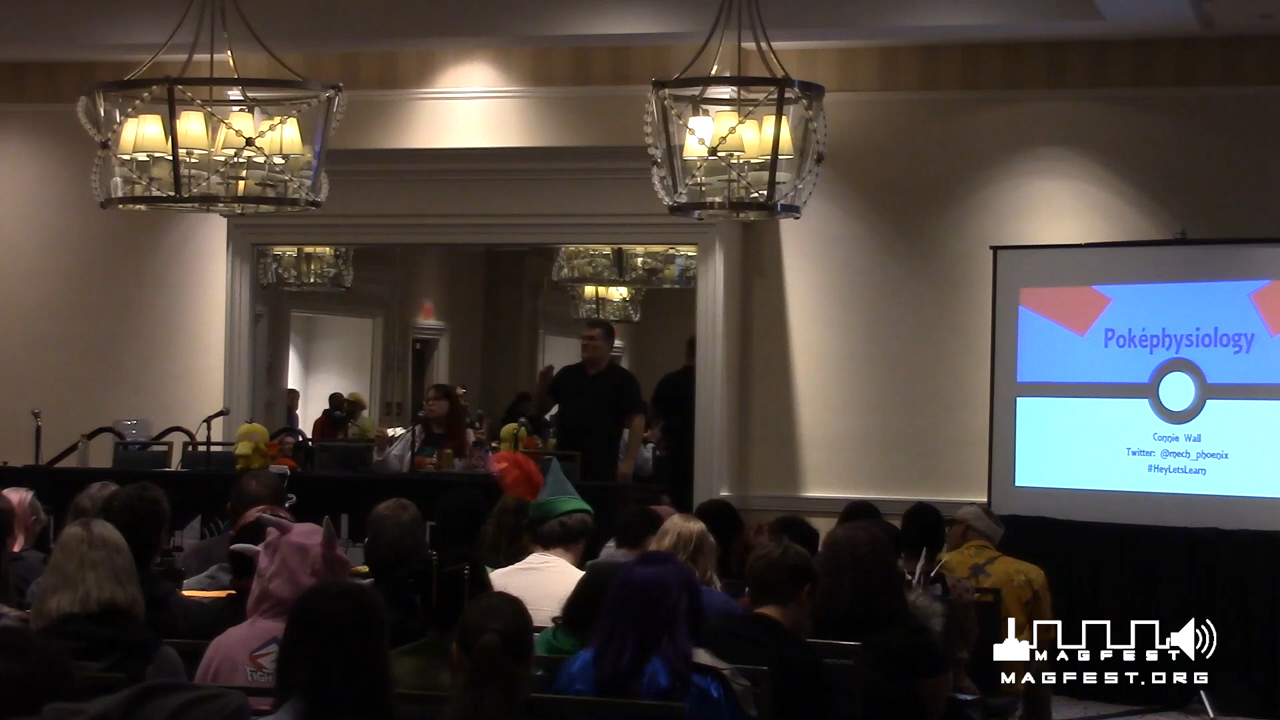 Poképhysiology
Connie Wall
Twitter: @mech_phoenix
#HeyLetsLearn
MAGFEST
MAGFEST.ORG